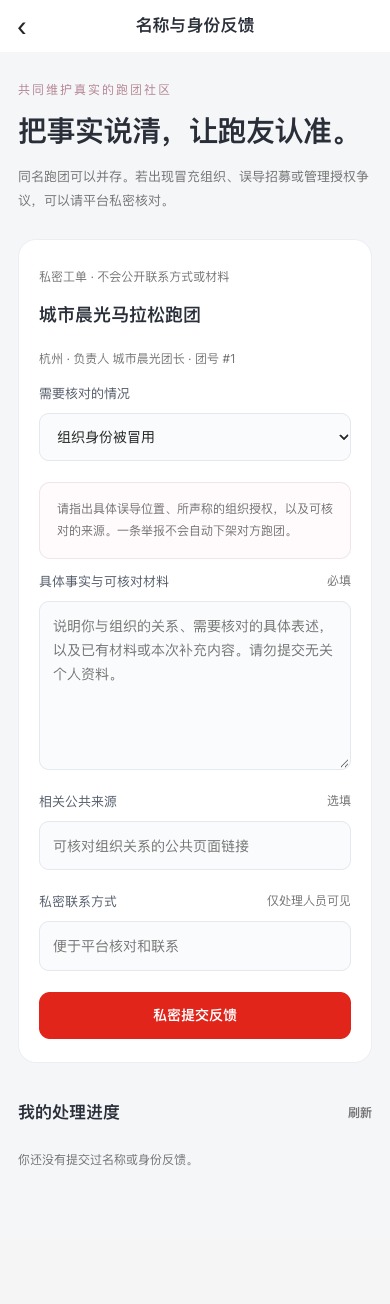 名称与身份反馈
共同维护真实的跑团社区
把事实说清，让跑友认准。
同名跑团可以并存。若出现冒充组织、误导招募或管理授权争
议，可以请平台私密核对。
私密工单 · 不会公开联系方式或材料
城市晨光马拉松跑团
杭州 · 负责人 城市晨光团长 · 团号 #1
需要核对的情况
组织身份被冒用
请指出具体误导位置、所声称的组织授权，以及可核
对的来源。一条举报不会自动下架对方跑团。
具体事实与可核对材料 必填
说明你与组织的关系、需要核对的具体表述，
以及已有材料或本次补充内容。请勿提交无关
个人资料。
相关公共来源 选填
可核对组织关系的公共页面链接
私密联系方式 仅处理人员可见
便于平台核对和联系
私密提交反馈
我的处理进度 刷新
你还没有提交过名称或身份反馈。